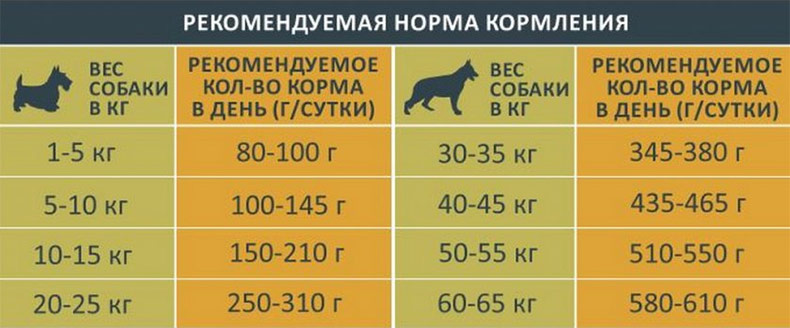 РЕКОМЕНДУЕМАЯ НОРМА КОРМЛЕНИЯ
ВЕС
СОБАКИ
В КГ
РЕКОМЕНДУЕМОЕ
КОЛ-ВО КОРМА
В ДЕНЬ (Г/СУТКИ)
ВЕС
СОБАКИ
В КГ
РЕКОМЕНДУЕМОЕ
КОЛ-ВО КОРМА
В ДЕНЬ (Г/СУТКИ)
1-5 кг 80-100 г 30-35 кг 345-380 г
5-10 кг 100-145 г 40-45 кг 435-465 г
10-15 кг 150-210 г 50-55 кг 510-550 г
20-25 кг 250-310 г 60-65 кг 580-610 г